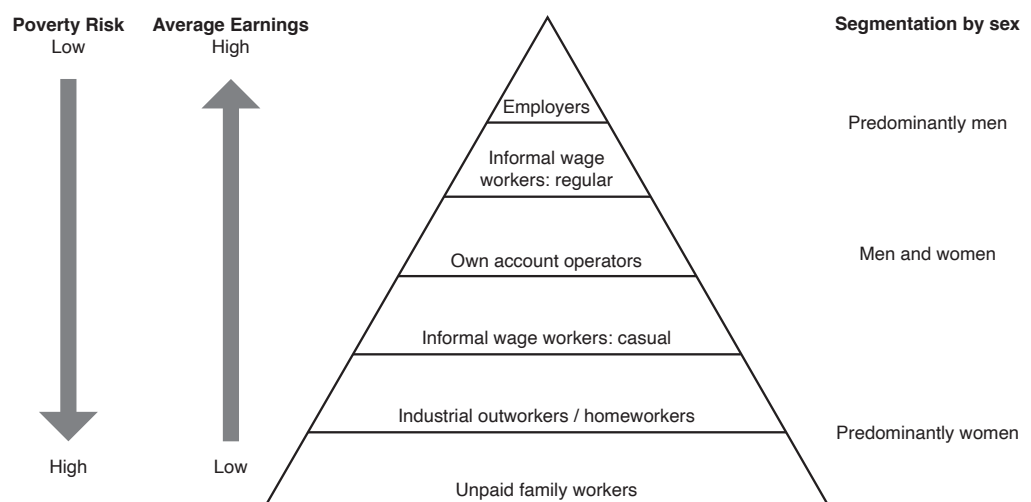 Poverty Risk
Low
Average Earnings
High
Segmentation by sex
Employers
Predominantly men
Informal wage
workers: regular
Own account operators
Men and women
Informal wage workers: casual
Industrial outworkers / homeworkers
Predominantly women
High
Low
Unpaid family workers